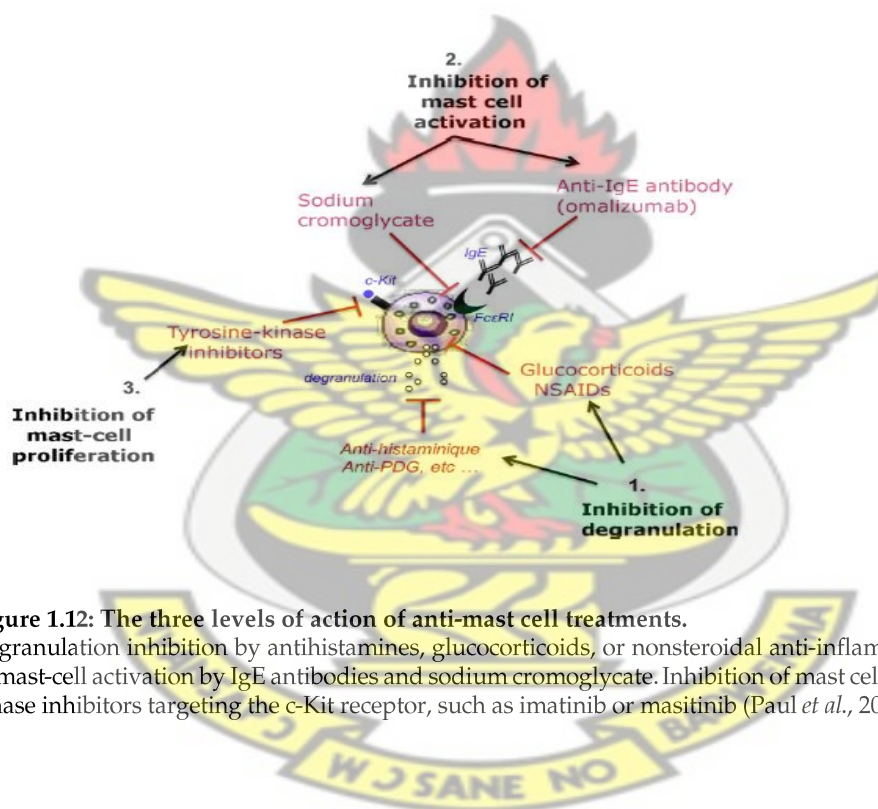 2.
Inhibition of
mast cell
activation
Sodium
cromoglycate
Anti-IgE antibody
(omalizumab)
IgE
c-Kit
FcεRI
Tyrosine-kinase
inhibitors
degranulation
Glucocorticoids
NSAIDs
3.
Inhibition of
mast-cell
proliferation
Anti-histaminique
Anti-PDG, etc ...
1.
Inhibition of
degranulation
gure 1.12: The three levels of action of anti-mast cell treatments.
granulation inhibition by antihistamines, glucocorticoids, or nonsteroidal anti-inflam
mast-cell activation by IgE antibodies and sodium cromoglycate. Inhibition of mast cel
nase inhibitors targeting the c-Kit receptor, such as imatinib or masitinib (Paul et al., 20
W Ɔ SANE NO